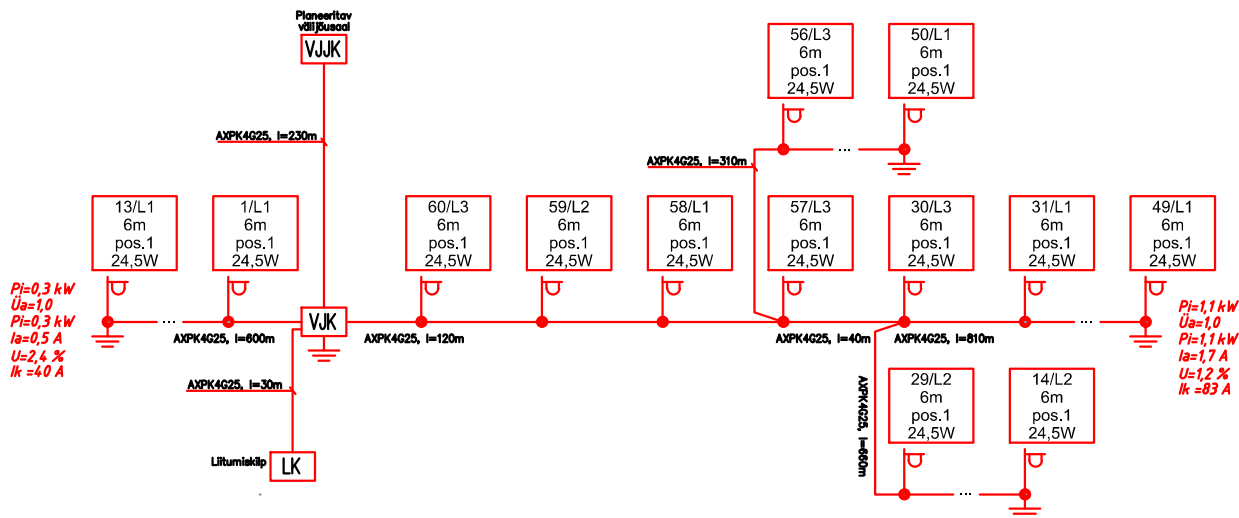 Planeeritav
välijõusaal
VJJK
56/L3
6m
pos.1
24,5W
50/L1
6m
pos.1
24,5W
AXPK4G25, l=230m
AXPK4G25, l=310m
...
13/L1
6m
pos.1
24,5W
1/L1
6m
pos.1
24,5W
60/L3
6m
pos.1
24,5W
59/L2
6m
pos.1
24,5W
58/L1
6m
pos.1
24,5W
57/L3
6m
pos.1
24,5W
30/L3
6m
pos.1
24,5W
31/L1
6m
pos.1
24,5W
49/L1
6m
pos.1
24,5W
Pi=0,3 kW
Üa=1,0
Pi=0,3 kW
Ia=0,5 A
U=2,4 %
Ik =40 A
...
AXPK4G25, l=600m
VJK
AXPK4G25, l=120m
AXPK4G25, l=40m
AXPK4G25, l=810m
...
Pi=1,1 kW
Üa=1,0
Pi=1,1 kW
Ia=1,7 A
U=1,2 %
Ik =83 A
AXPK4G25, l=30m
AXPK4G25, l=660m
29/L2
6m
pos.1
24,5W
14/L2
6m
pos.1
24,5W
...
Liitumiskilp
LK